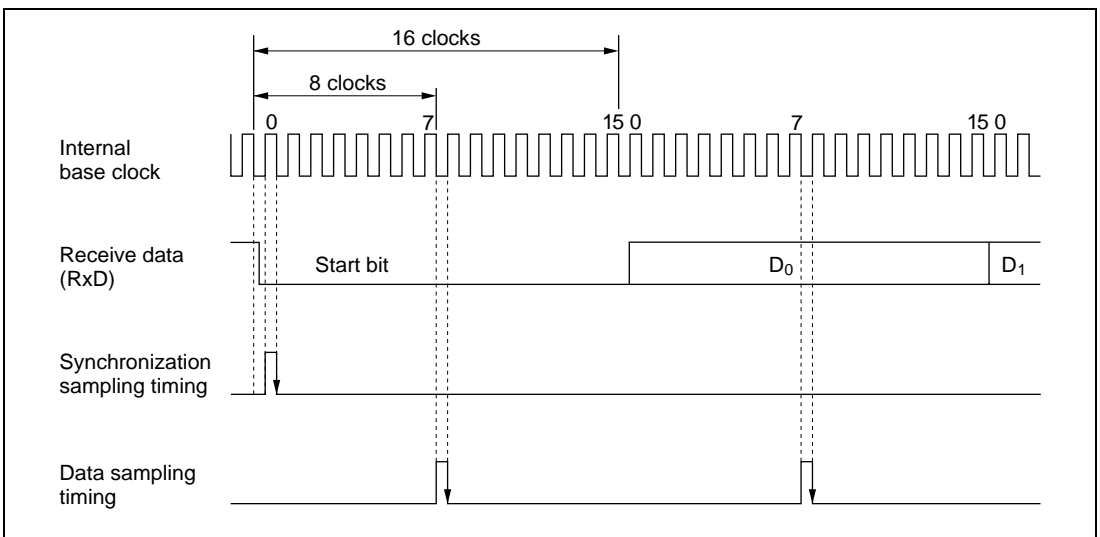 16 clocks
8 clocks
0 7 15 0 7 15 0
Internal
base clock
Receive data
(RxD)
Start bit D0 D1
Synchronization
sampling timing
Data sampling
timing